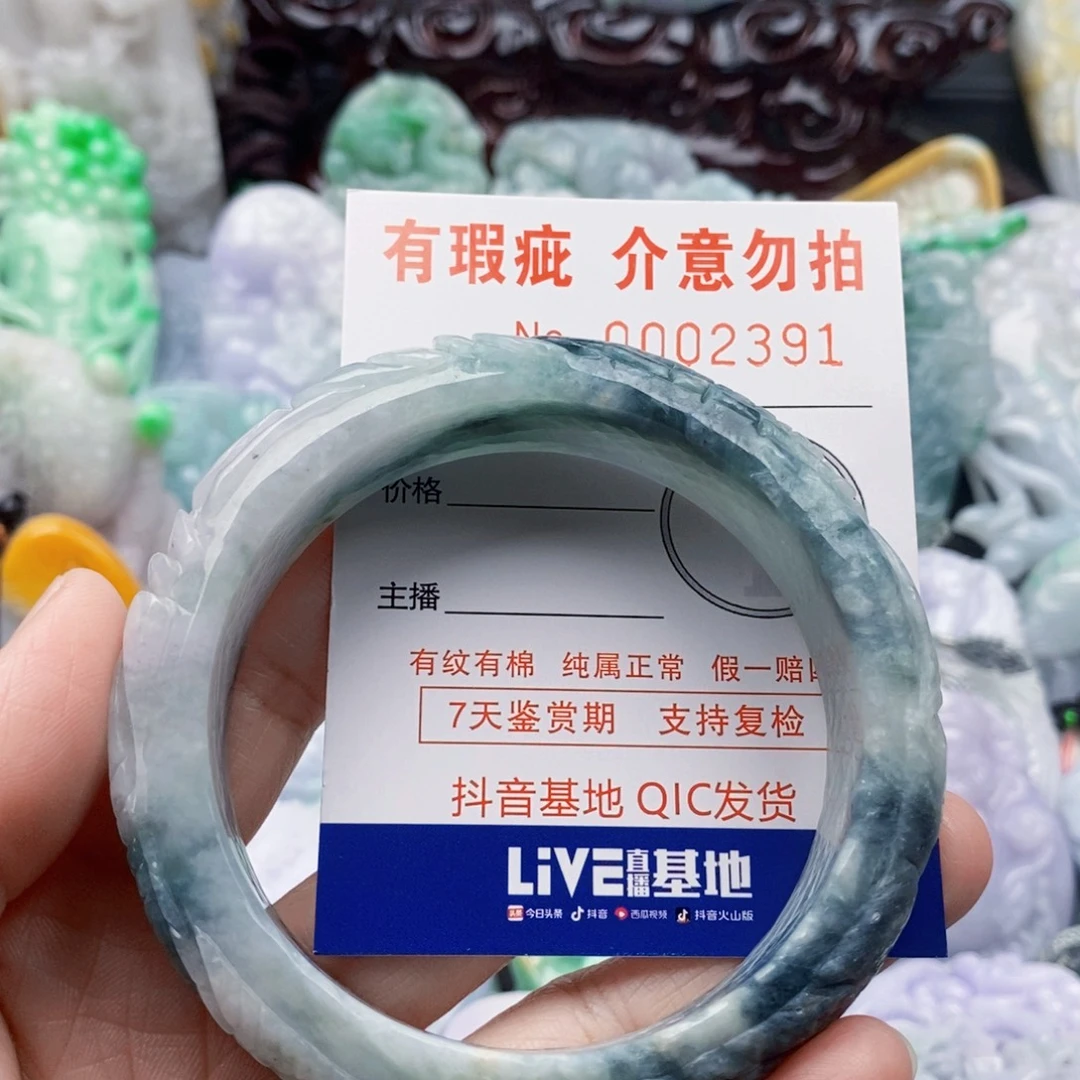 有瑕疵 介意勿拍
No 0002391
价格
主播
有纹有棉 纯属正常 假一赔
7天鉴赏期 支持复检
抖音基地 QIC发货
LiVE直播基地
头条 今日头条 抖音 西瓜视频 抖音火山版